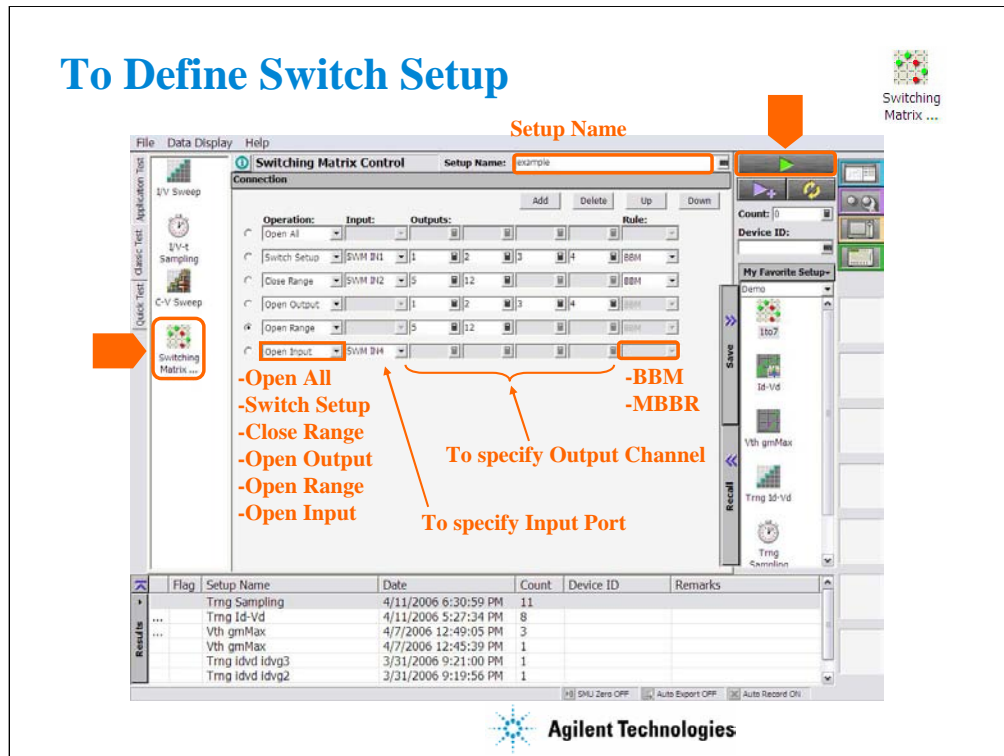 To Define Switch Setup
Switching
Matrix ...
Setup Name
File Data Display Help
Switching Matrix Control Setup Name: example
Connection
Add Delete Up Down
Operation: Input: Outputs: Rule:
Open All
Switch Setup SWM IN1 1 2 3 4 BBM
Close Range SWM IN2 5 12 BBM
Open Output 1 2 3 4 BBM
Open Range 5 12 BBM
Open Input SWM IN4
Application Test
Classic Test
Quick Test
I/V Sweep
I/V-t
Sampling
C-V Sweep
Switching
Matrix ...
-Open All
-Switch Setup
-Close Range
-Open Output
-Open Range
-Open Input
To specify Input Port
To specify Output Channel
-BBM
-MBBR
Save
Recall
Count: 0
Device ID:
My Favorite Setup
Demo
1to7
Id-Vd
Vth gmMax
Trng Id-Vd
Trng
Sampling
Results
Flag Setup Name Date Count Device ID Remarks
Trng Sampling 4/11/2006 6:30:59 PM 11
... Trng Id-Vd 4/11/2006 5:27:34 PM 8
... Vth gmMax 4/7/2006 12:49:05 PM 3
Vth gmMax 4/7/2006 12:45:39 PM 1
Trng idvd idvg3 3/31/2006 9:21:00 PM 1
Trng idvd idvg2 3/31/2006 9:19:56 PM 1
SMU Zero OFF Auto Export OFF Auto Record ON
Agilent Technologies